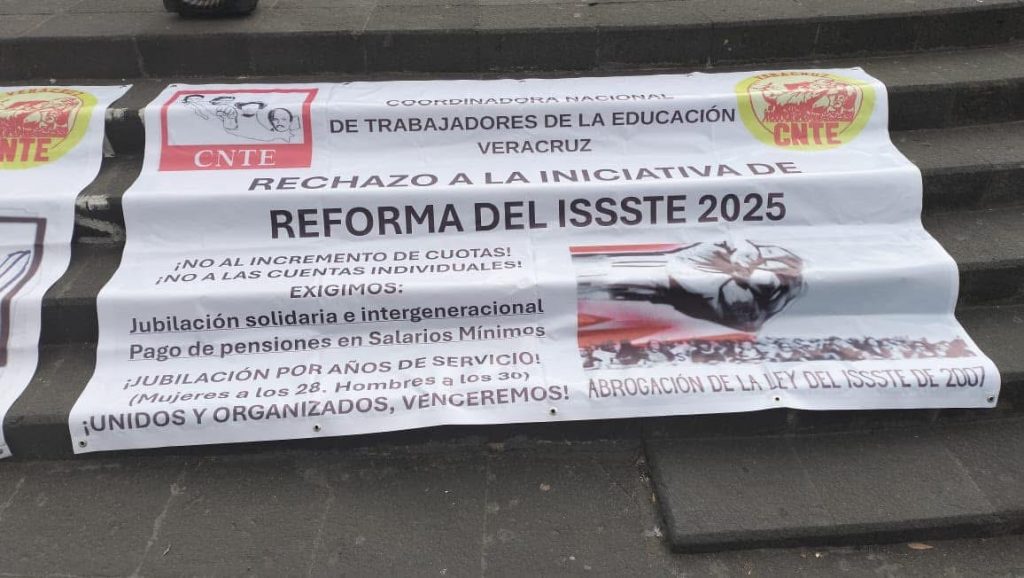 CNTE
COORDINADORA NACIONAL
DE TRABAJADORES DE LA EDUCACIÓN
VERACRUZ
VERACRUZ
CNTE
RECHAZO A LA INICIATIVA DE
REFORMA DEL ISSSTE 2025
¡NO AL INCREMENTO DE CUOTAS!
¡NO A LAS CUENTAS INDIVIDUALES!
EXIGIMOS:
Jubilación solidaria e intergeneracional
Pago de pensiones en Salarios Mínimos
¡JUBILACIÓN POR AÑOS DE SERVICIO!
(Mujeres a los 28. Hombres a los 30)
¡UNIDOS Y ORGANIZADOS, VENCEREMOS!
ABROGACIÓN DE LA LEY DEL ISSSTE DE 2007
NTE